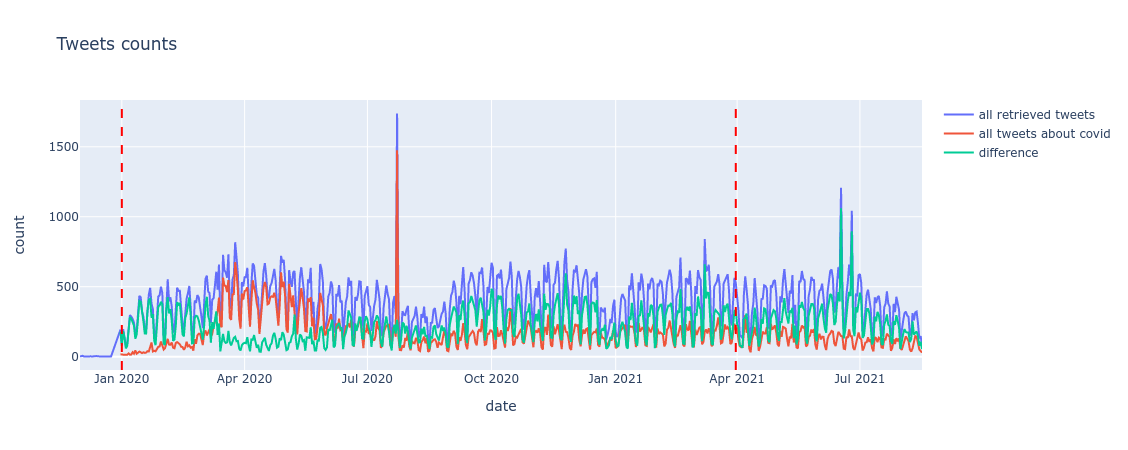 Tweets counts
all retrieved tweets
all tweets about covid
difference
1500
1000
500
0
count
Jan 2020
Apr 2020
Jul 2020
Oct 2020
Jan 2021
Apr 2021
Jul 2021
date